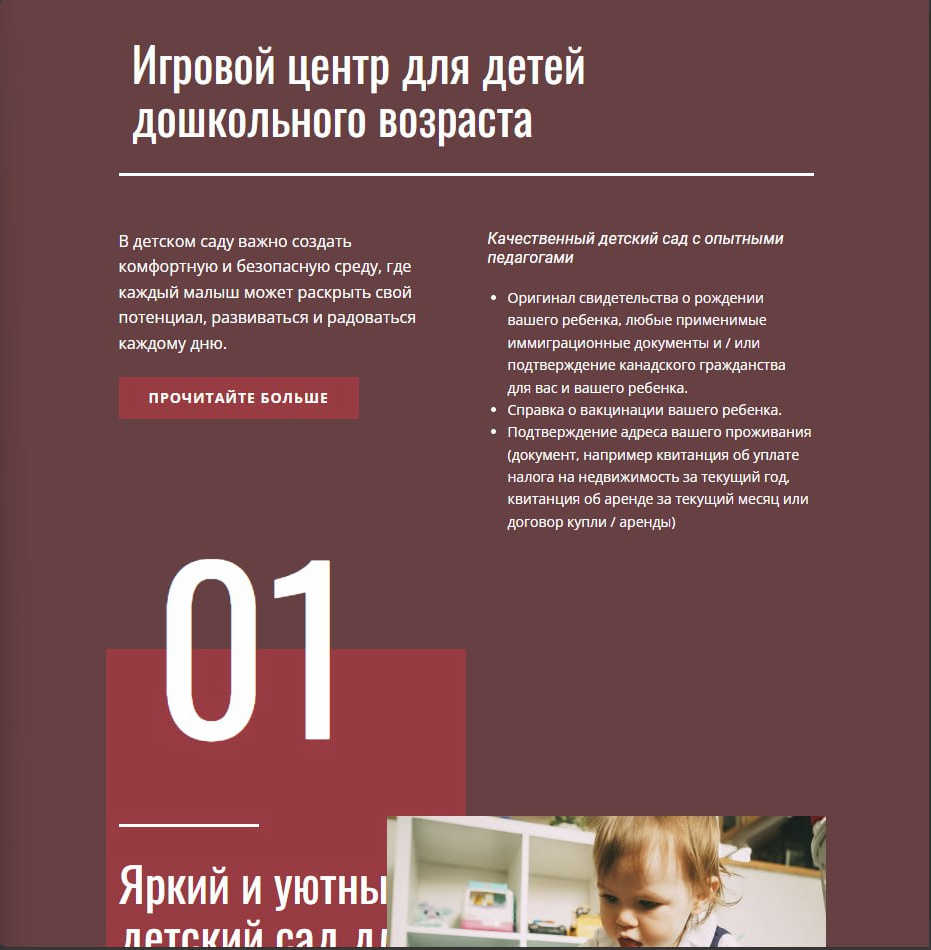 Игровой центр для детей
дошкольного возраста
В детском саду важно создать
комфортную и безопасную среду, где
каждый малыш может раскрыть свой
потенциал, развиваться и радоваться
каждому дню.
ПРОЧИТАЙТЕ БОЛЬШЕ
Качественный детский сад с опытными
педагогами
• Оригинал свидетельства о рождении
вашего ребенка, любые применимые
иммиграционные документы и / или
подтверждение канадского гражданства
для вас и вашего ребенка.
• Справка о вакцинации вашего ребенка.
• Подтверждение адреса вашего проживания
(документ, например квитанция об уплате
налога на недвижимость за текущий год,
квитанция об аренде за текущий месяц или
договор купли / аренды)
01
Яркий и уютны
детский сад дл